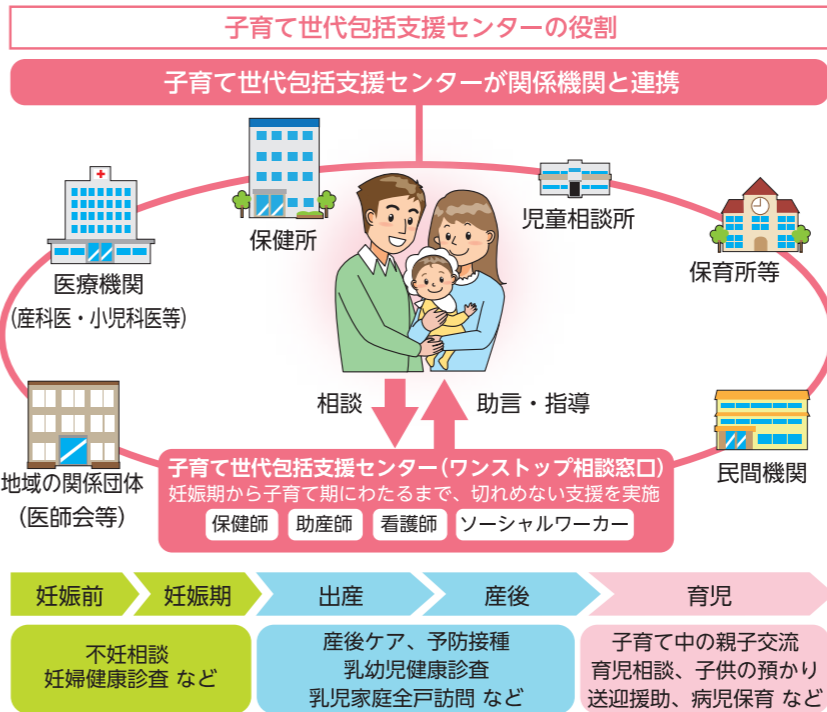 子育て世代包括支援センターの役割
子育て世代包括支援センターが関係機関と連携
保健所
児童相談所
医療機関
(産科医・小児科医等)
保育所等
相談
助言・指導
地域の関係団体
(医師会等)
民間機関
子育て世代包括支援センター(ワンストップ相談窓口)
妊娠期から子育て期にわたるまで、切れめない支援を実施
保健師 助産師 看護師 ソーシャルワーカー
妊娠前 妊娠期 出産 産後 育児
不妊相談
妊婦健康診査 など
産後ケア、予防接種
乳幼児健康診査
乳児家庭全戸訪問 など
子育て中の親子交流
育児相談、子供の預かり
送迎援助、病児保育 など